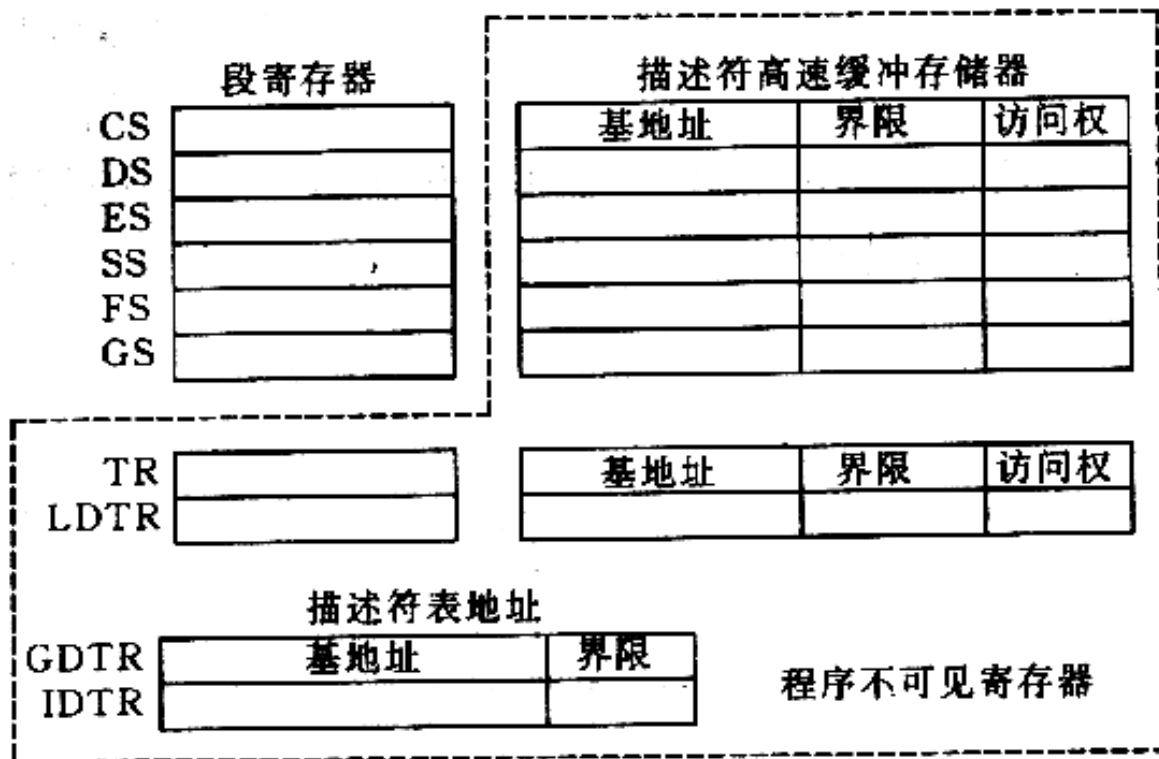 段寄存器 描述符高速缓冲存储器
CS 基地址 界限 访问权
DS
ES
SS
FS
GS
TR 基地址 界限 访问权
LDTR
描述符表地址
GDTR 基地址 界限
IDTR 程序不可见寄存器